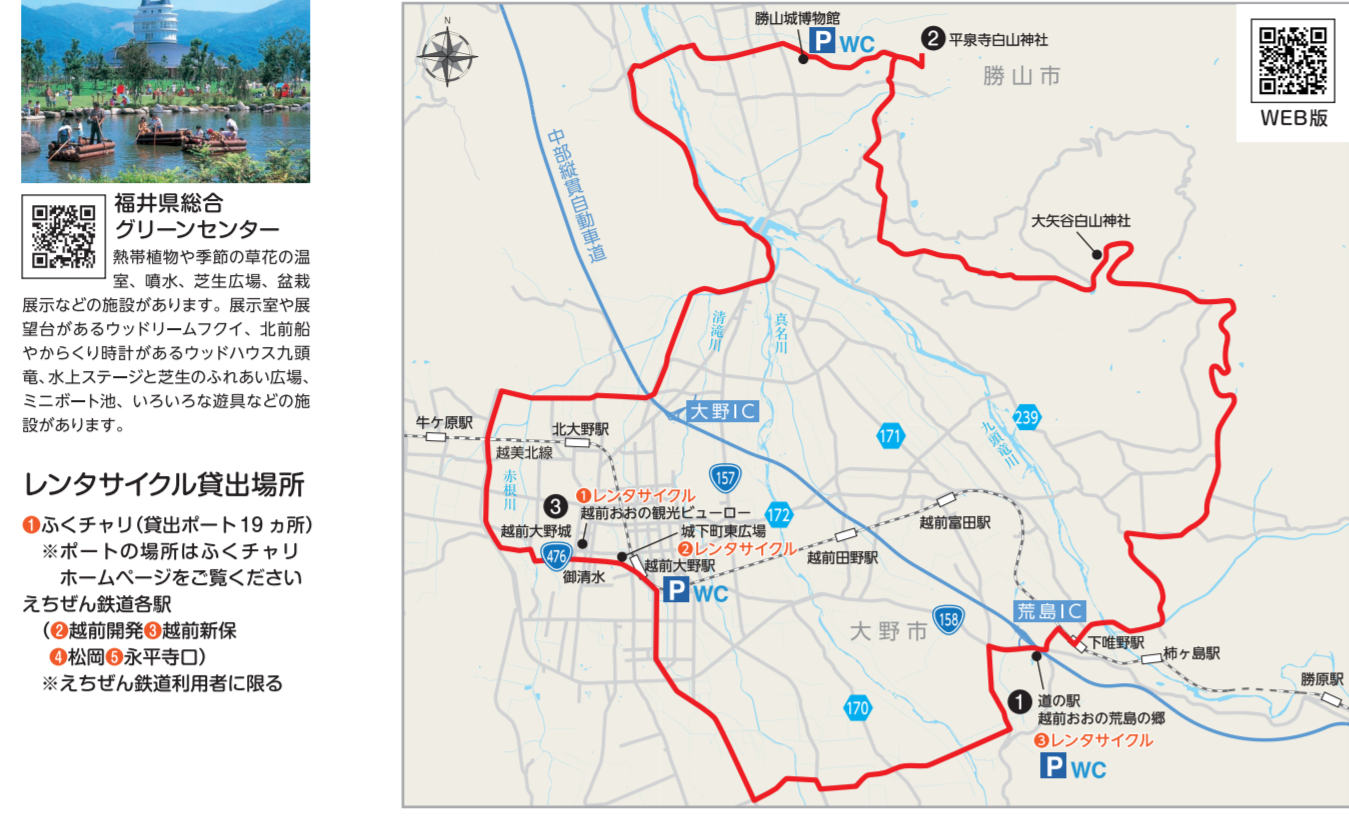 福井県総合
グリーンセンター
熱帯植物や季節の草花の温
室、噴水、芝生広場、盆栽
展示などの施設があります。展示室や展
望台があるウッドリームフクイ、北前船
やからくり時計があるウッドハウス九頭
竜、水上ステージと芝生のふれあい広場、
ミニボート池、いろいろな遊具などの施
設があります。
レンタサイクル貸出場所
❶ふくチャリ(貸出ポート19ヵ所)
※ポートの場所はふくチャリ
ホームページをご覧ください
えちぜん鉄道各駅
(❷越前開発❸越前新保
❹松岡❺永平寺口)
※えちぜん鉄道利用者に限る
N
勝山城博物館
P WC
❷ 平泉寺白山神社
勝山市
WEB版
中部縦貫自動車道
大矢谷白山神社
清滝川
真名川
大野IC
牛ケ原駅
北大野駅
越美北線
赤根川
171
239
九頭竜川
157
172
❸
越前大野城
❶レンタサイクル
越前おおの観光ビューロー
城下町東広場
❷レンタサイクル
476
御清水
越前大野駅
P WC
越前田野駅
越前富田駅
大野市
158
荒島IC
下唯野駅
柿ヶ島駅
勝原駅
170
❶ 道の駅
越前おおの荒島の郷
❸レンタサイクル
P WC